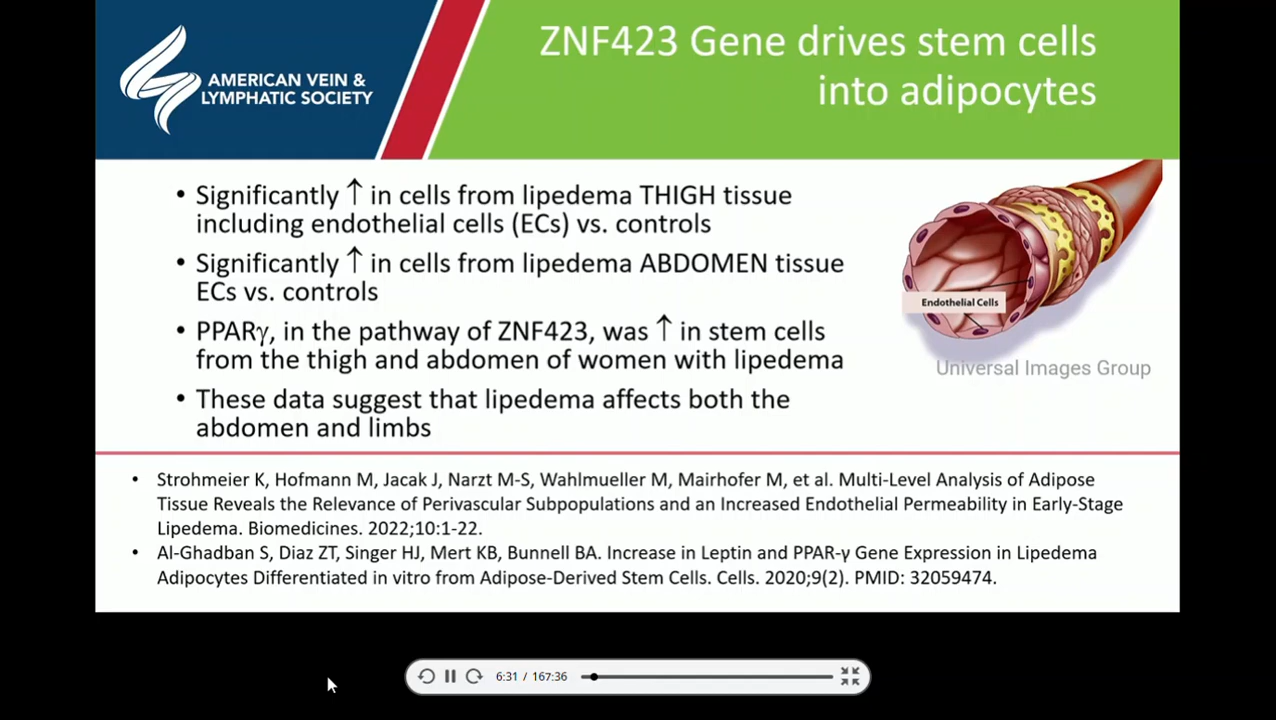 AMERICAN VEIN &
LYMPHATIC SOCIETY
ZNF423 Gene drives stem cells
into adipocytes
• Significantly ↑ in cells from lipedema THIGH tissue
including endothelial cells (ECs) vs. controls
• Significantly ↑ in cells from lipedema ABDOMEN tissue
ECs vs. controls
• PPARγ, in the pathway of ZNF423, was ↑ in stem cells
from the thigh and abdomen of women with lipedema
• These data suggest that lipedema affects both the
abdomen and limbs
Endothelial Cells
Universal Images Group
• Strohmeier K, Hofmann M, Jacak J, Narzt M-S, Wahlmueller M, Mairhofer M, et al. Multi-Level Analysis of Adipose
Tissue Reveals the Relevance of Perivascular Subpopulations and an Increased Endothelial Permeability in Early-Stage
Lipedema. Biomedicines. 2022;10:1-22.
• Al-Ghadban S, Diaz ZT, Singer HJ, Mert KB, Bunnell BA. Increase in Leptin and PPAR-γ Gene Expression in Lipedema
Adipocytes Differentiated in vitro from Adipose-Derived Stem Cells. Cells. 2020;9(2). PMID: 32059474.
6:31 / 167:36